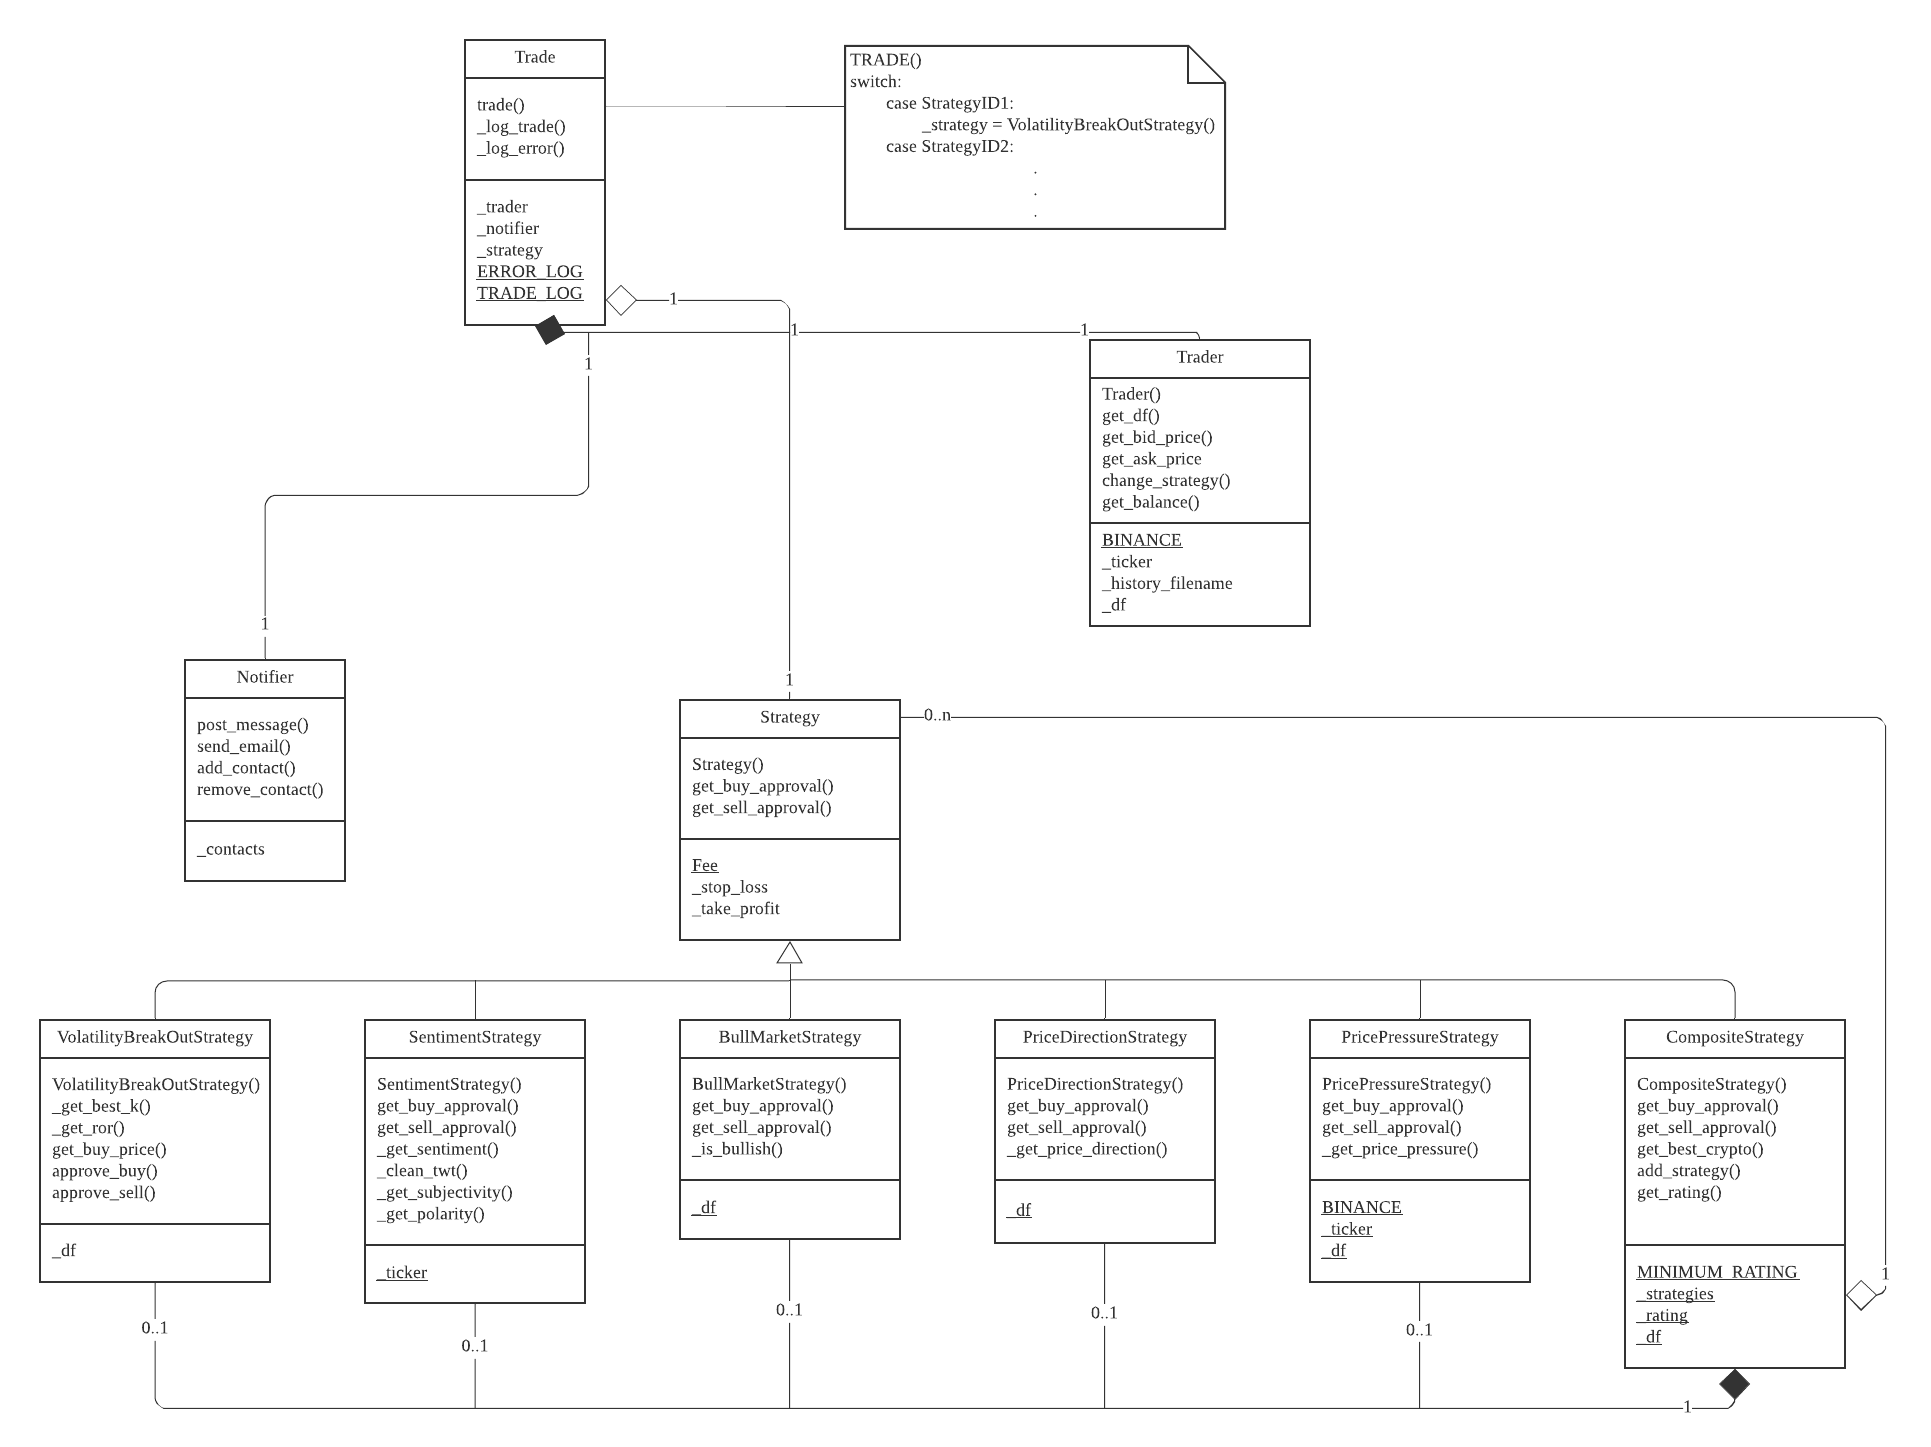 Trade
trade()
_log_trade()
_log_error()
_trader
_notifier
_strategy
ERROR_LOG
TRADE_LOG
TRADE()
switch:
case StrategyID1:
_strategy = VolatilityBreakOutStrategy()
case StrategyID2:
.
.
.
1
1
1
1
Trader
Trader()
get_df()
get_bid_price()
get_ask_price
change_strategy()
get_balance()
BINANCE
_ticker
_history_filename
_df
1
Notifier
post_message()
send_email()
add_contact()
remove_contact()
_contacts
1
Strategy
Strategy()
get_buy_approval()
get_sell_approval()
Fee
_stop_loss
_take_profit
0..n
VolatilityBreakOutStrategy
VolatilityBreakOutStrategy()
_get_best_k()
_get_ror()
get_buy_price()
approve_buy()
approve_sell()
_df
0..1
SentimentStrategy
SentimentStrategy()
get_buy_approval()
get_sell_approval()
_get_sentiment()
_clean_twt()
_get_subjectivity()
_get_polarity()
_ticker
0..1
BullMarketStrategy
BullMarketStrategy()
get_buy_approval()
get_sell_approval()
_is_bullish()
_df
0..1
PriceDirectionStrategy
PriceDirectionStrategy()
get_buy_approval()
get_sell_approval()
_get_price_direction()
_df
0..1
PricePressureStrategy
PricePressureStrategy()
get_buy_approval()
get_sell_approval()
_get_price_pressure()
BINANCE
_ticker
_df
0..1
CompositeStrategy
CompositeStrategy()
get_buy_approval()
get_sell_approval()
get_best_crypto()
add_strategy()
get_rating()
MINIMUM_RATING
_strategies
_rating
_df
1
1